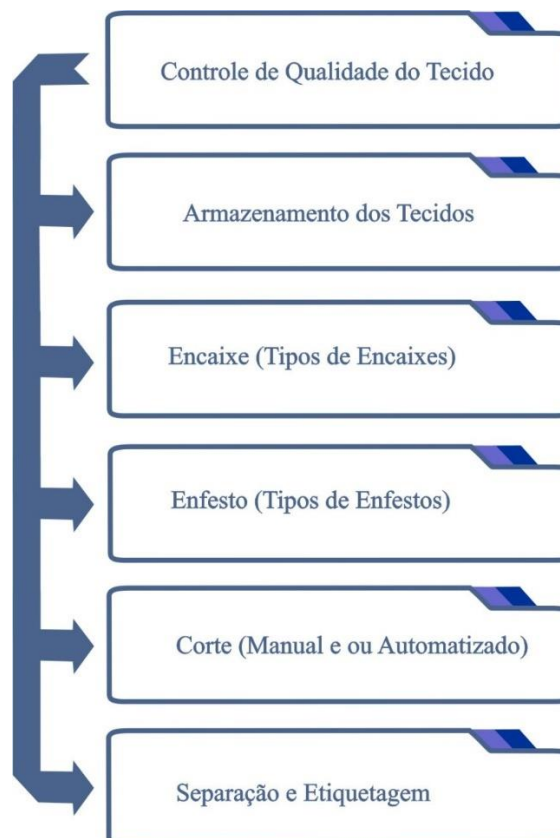 Controle de Qualidade do Tecido
Armazenamento dos Tecidos
Encaixe (Tipos de Encaixes)
Enfesto (Tipos de Enfestos)
Corte (Manual e ou Automatizado)
Separação e Etiquetagem